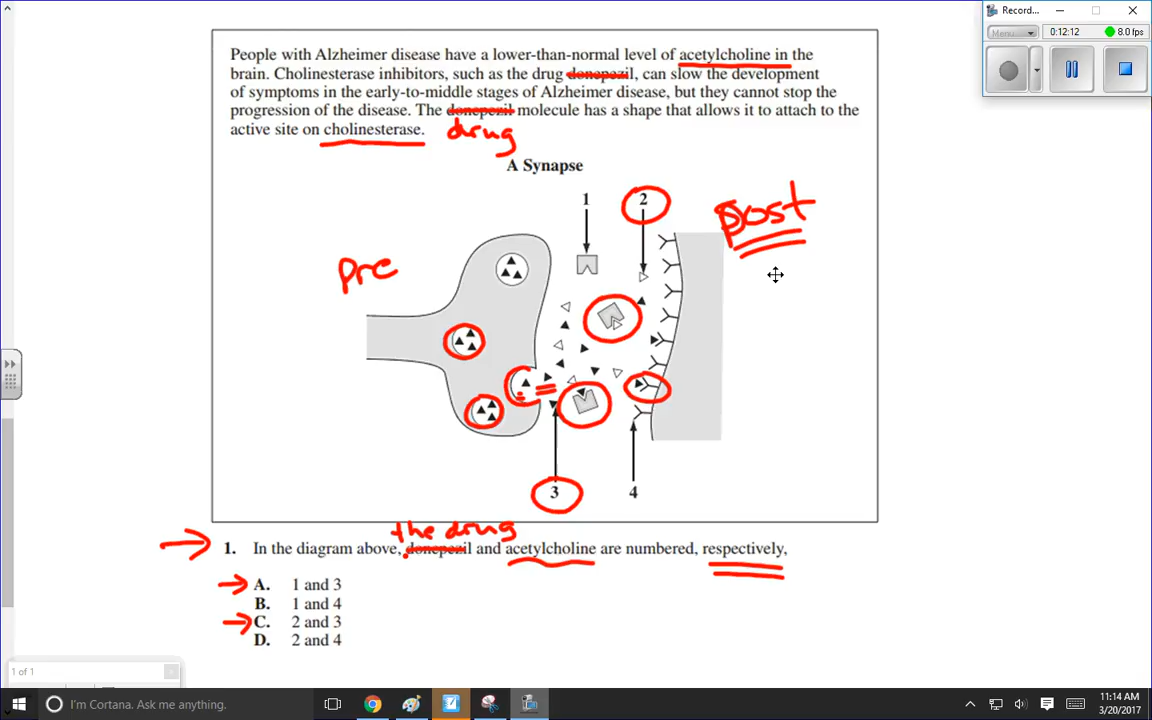 Record...
Menu
0:12:12
8.0 fps
People with Alzheimer disease have a lower-than-normal level of acetylcholine in the
brain. Cholinesterase inhibitors, such as the drug donepezil, can slow the development
of symptoms in the early-to-middle stages of Alzheimer disease, but they cannot stop the
progression of the disease. The donepezil molecule has a shape that allows it to attach to the
active site on cholinesterase.
drug
A Synapse
1
2
post
pre
3
4
the drug
1. In the diagram above, donepezil and acetylcholine are numbered, respectively,
A. 1 and 3
B. 1 and 4
C. 2 and 3
D. 2 and 4
1 of 1
I'm Cortana. Ask me anything.
11:14 AM
3/20/2017